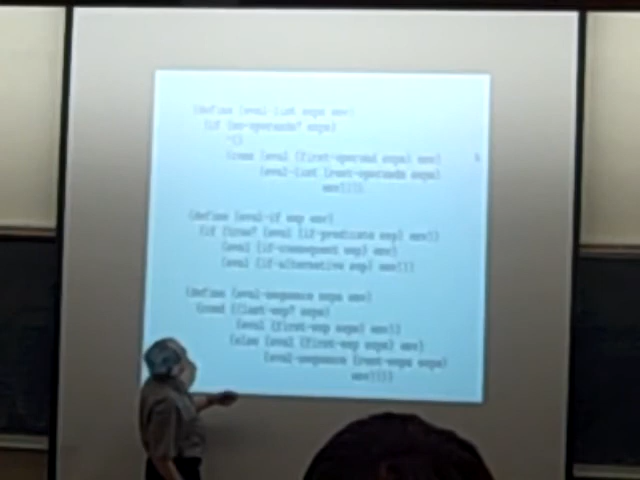 (define (eval-list exps env)
(if (no-operands? exps)
'()
(cons (eval (first-operand exps) env)
(eval-list (rest-operands exps)
env))))
(define (eval-if exp env)
(if (true? (eval (if-predicate exp) env))
(eval (if-consequent exp) env)
(eval (if-alternative exp) env)))
(define (eval-sequence exps env)
(cond ((last-exp? exps)
(eval (first-exp exps) env))
(else (eval (first-exp exps) env)
(eval-sequence (rest-exps exps)
env))))